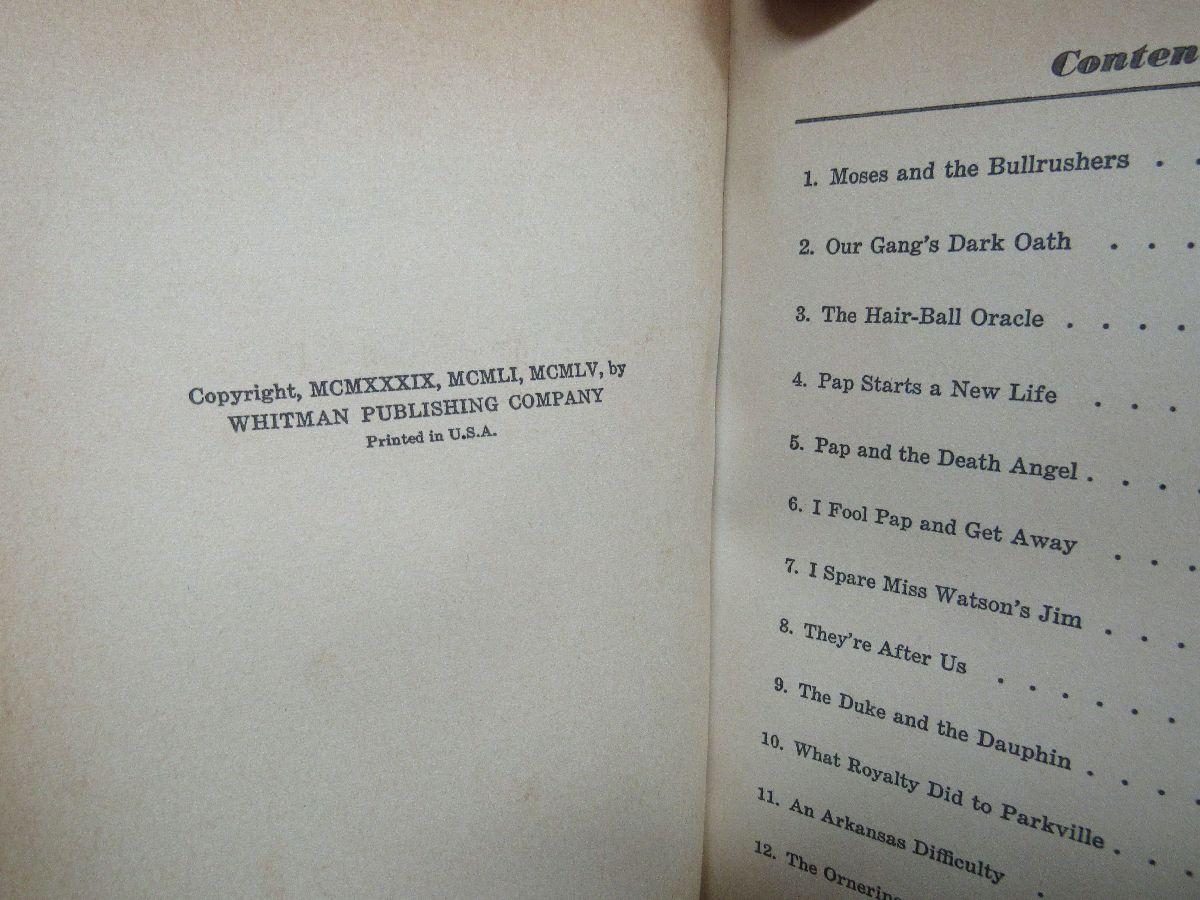 Copyright, MCMXXXIX, MCMLI, MCMLV, by
WHITMAN PUBLISHING COMPANY
Printed in U.S.A.
Conten
1. Moses and the Bullrushers . .
2. Our Gang's Dark Oath . . .
3. The Hair-Ball Oracle . . . .
4. Pap Starts a New Life . . .
5. Pap and the Death Angel . . . .
6. I Fool Pap and Get Away . . .
7. I Spare Miss Watson's Jim . . .
8. They're After Us . . . . . .
9. The Duke and the Dauphin . . . .
10. What Royalty Did to Parkville . . .
11. An Arkansas Difficulty .
12. The Ornerin